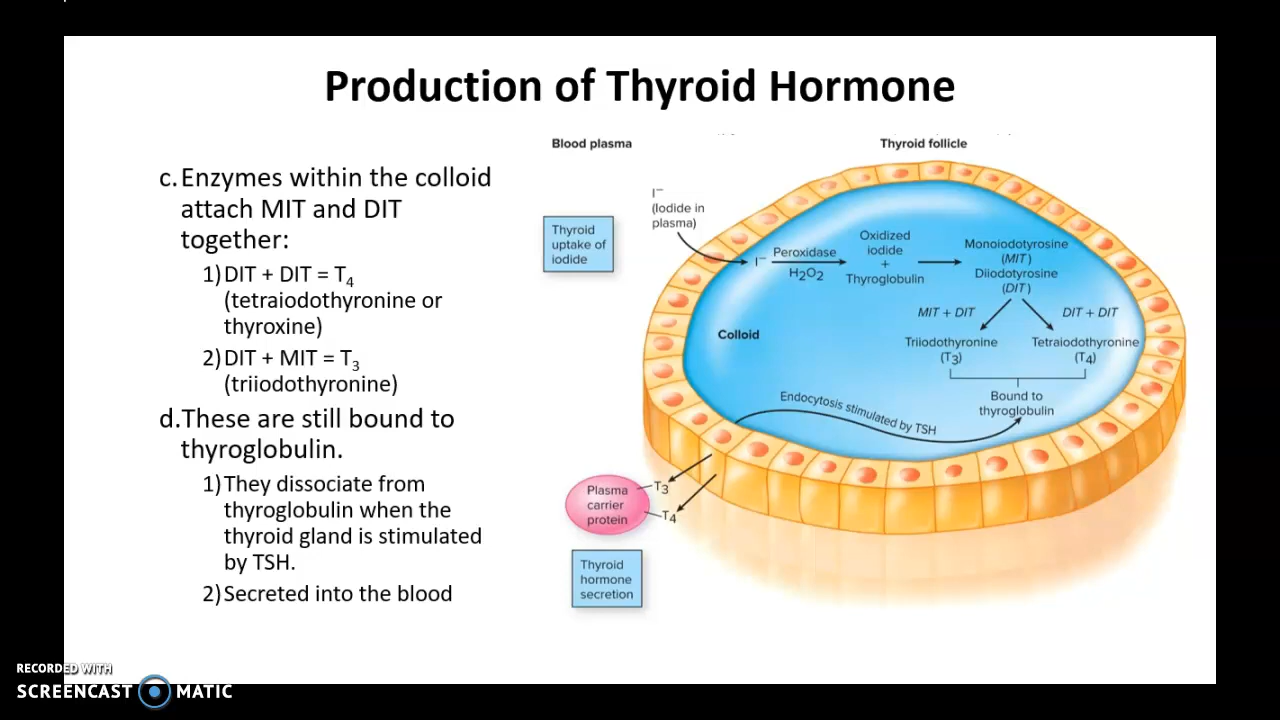 Production of Thyroid Hormone
c. Enzymes within the colloid
attach MIT and DIT
together:
1) DIT + DIT = T4
(tetraiodothyronine or
thyroxine)
2) DIT + MIT = T3
(triiodothyronine)
d. These are still bound to
thyroglobulin.
1) They dissociate from
thyroglobulin when the
thyroid gland is stimulated
by TSH.
2) Secreted into the blood
Blood plasma
Thyroid follicle
I−
(Iodide in
plasma)
Thyroid
uptake of
iodide
I−
Peroxidase
H2O2
Oxidized
iodide
+
Thyroglobulin
Monoiodotyrosine
(MIT)
Diiodotyrosine
(DIT)
MIT + DIT
DIT + DIT
Colloid
Triiodothyronine
(T3)
Tetraiodothyronine
(T4)
Bound to
thyroglobulin
Endocytosis stimulated by TSH
Plasma
carrier
protein
T3
T4
Thyroid
hormone
secretion
RECORDED WITH
SCREENCAST MATIC